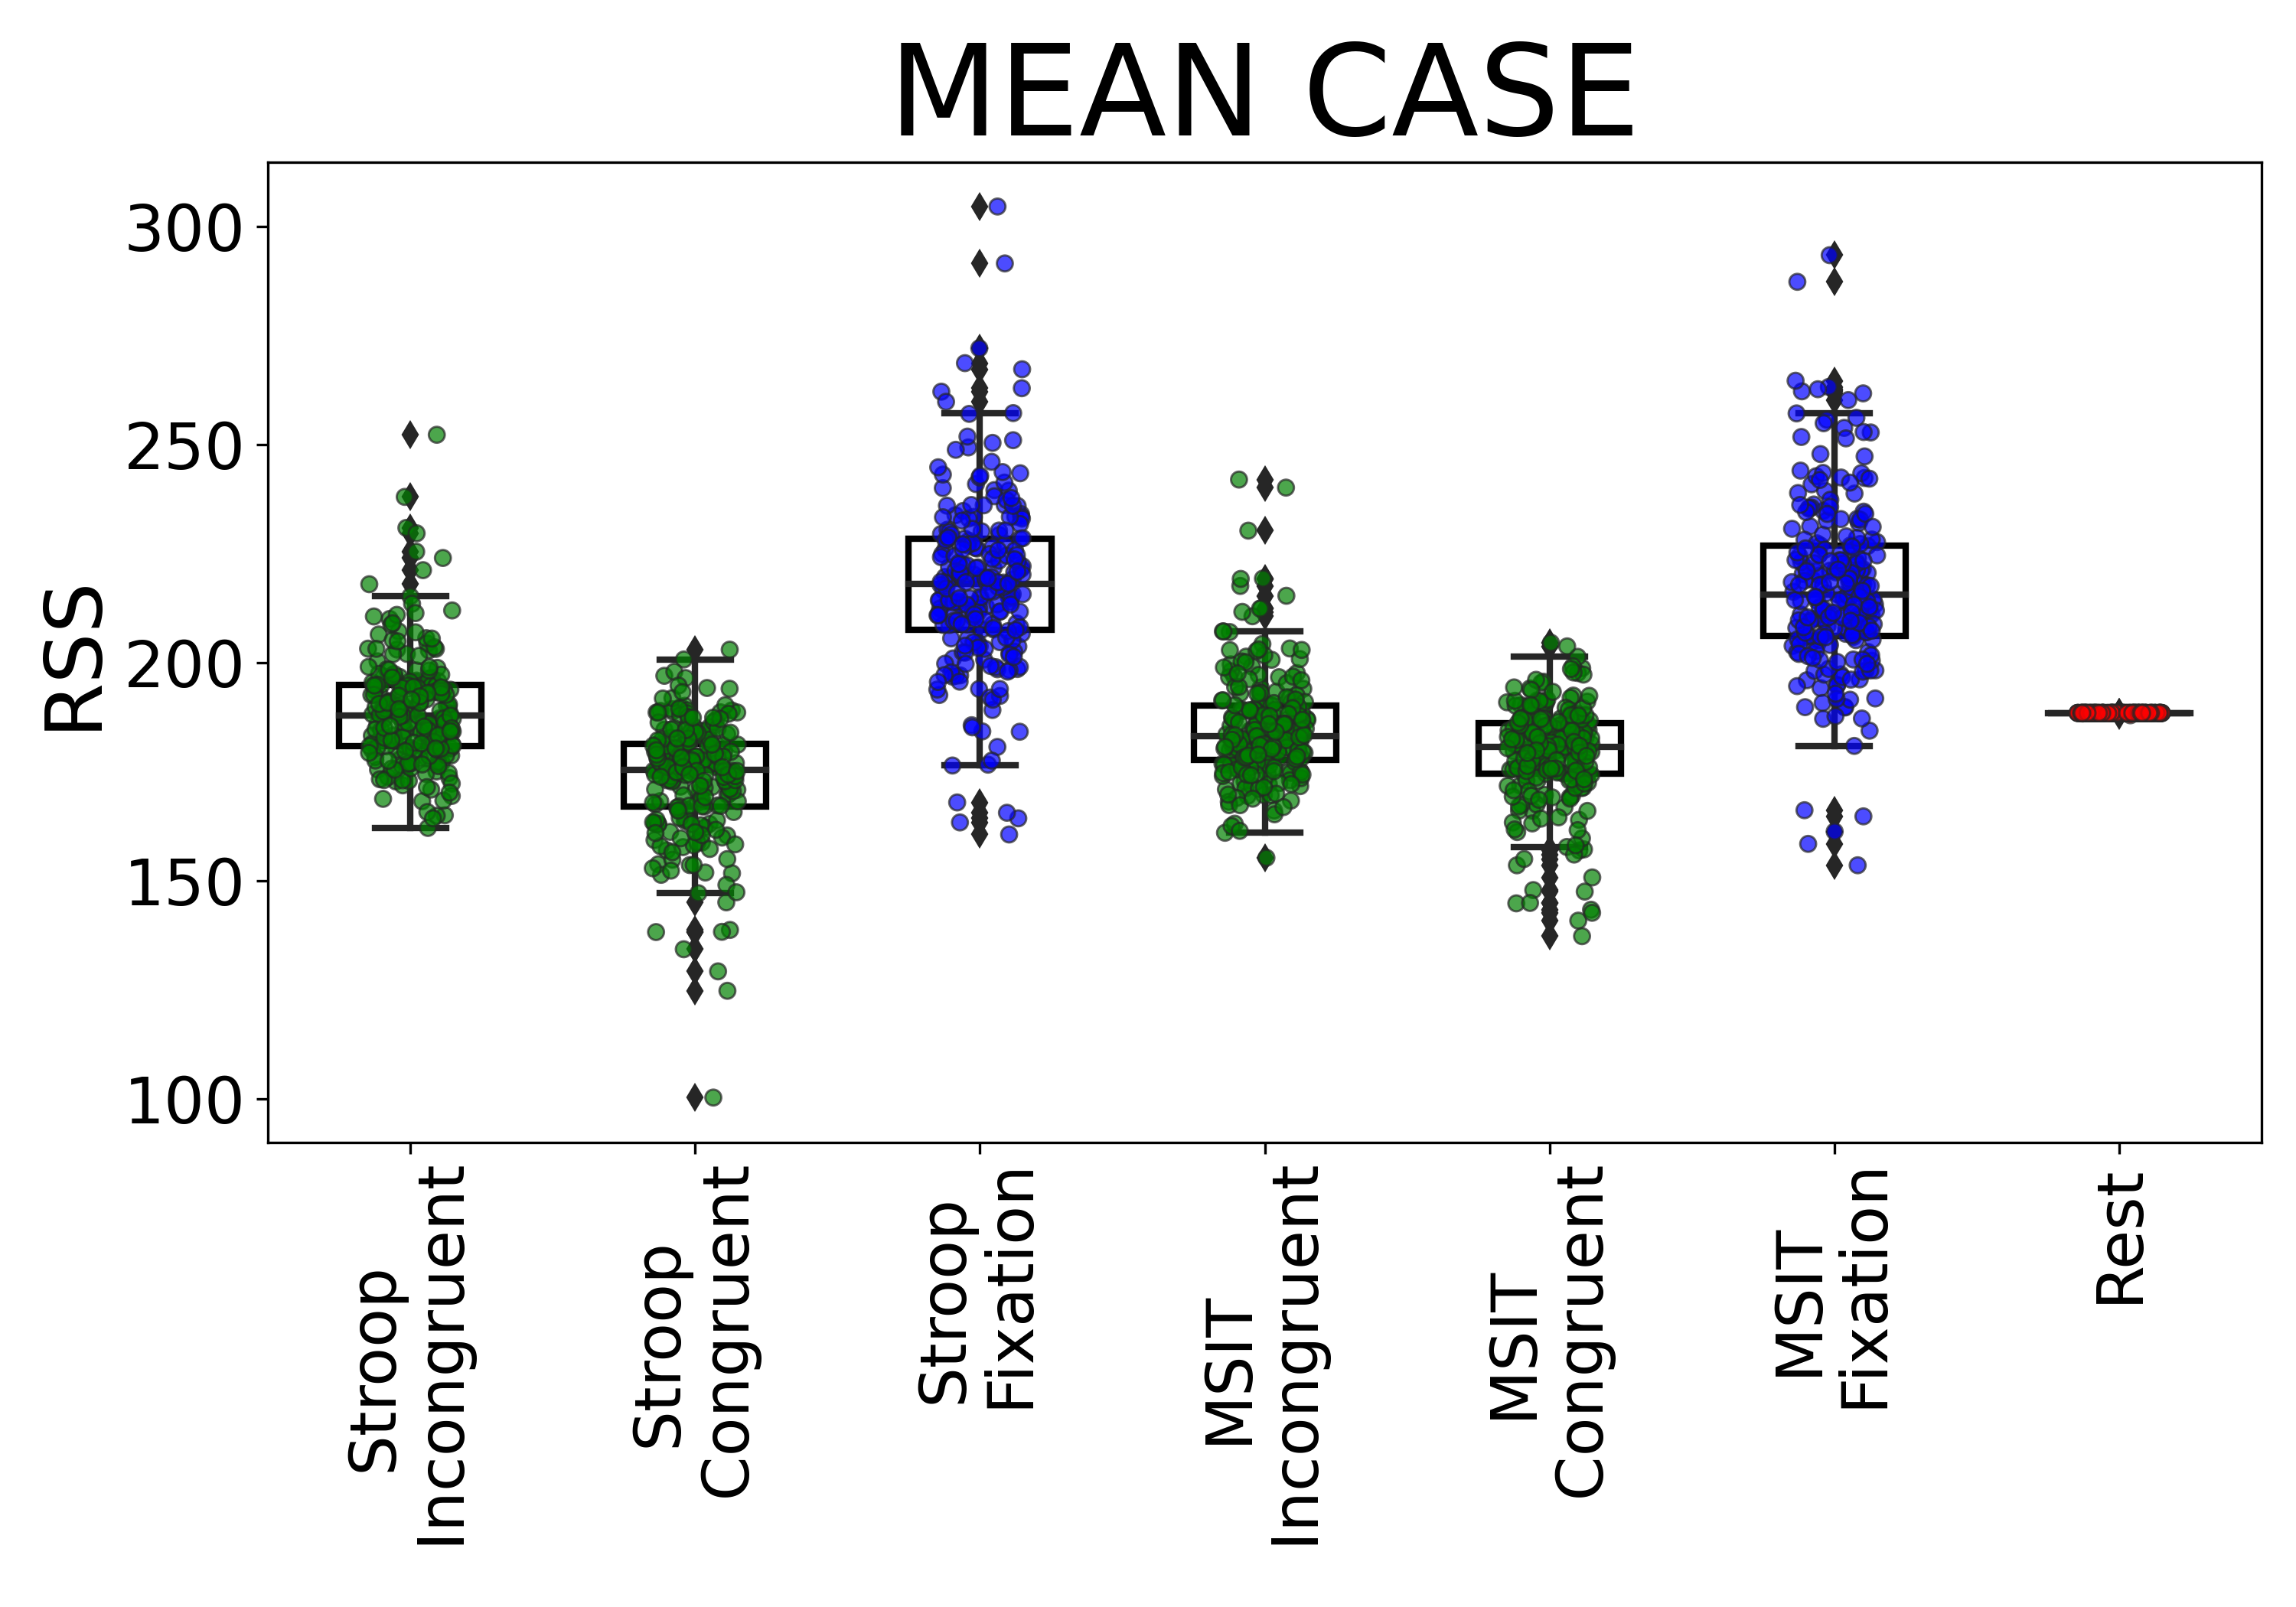 MEAN CASE
RSS
300
250
200
150
100
Stroop
Incongruent
Stroop
Congruent
Stroop
Fixation
MSIT
Incongruent
MSIT
Congruent
MSIT
Fixation
Rest